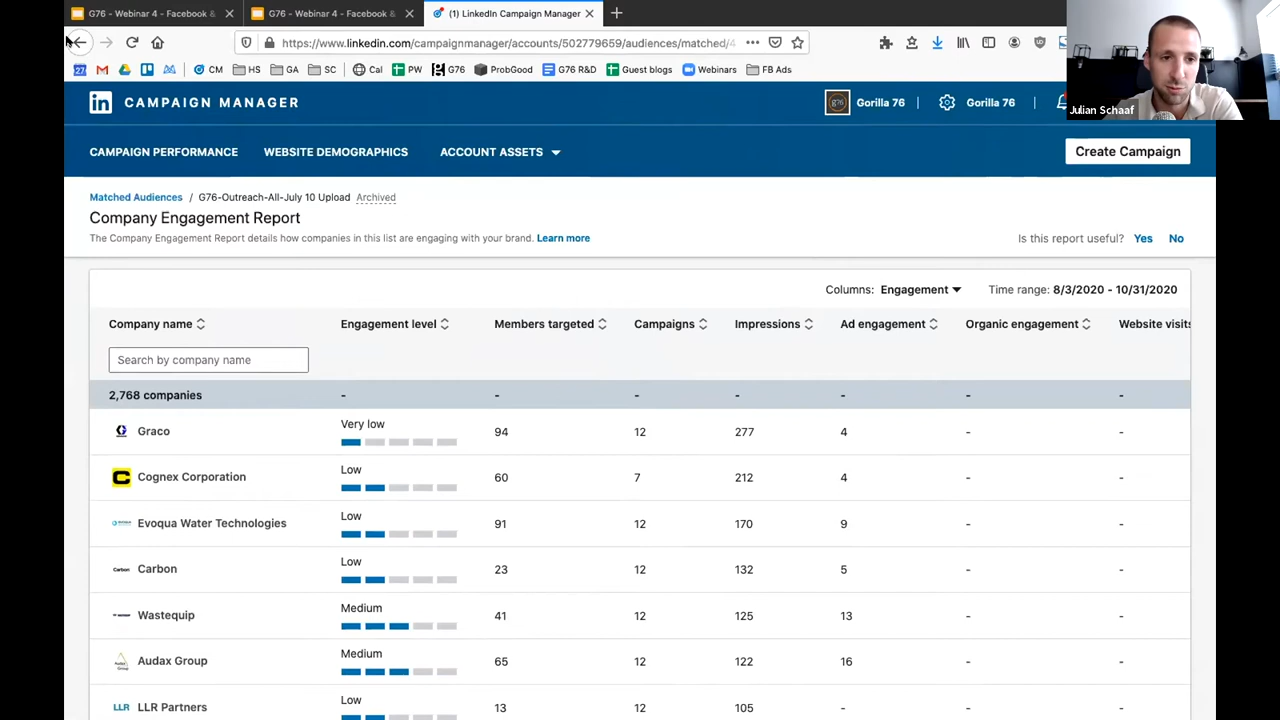 G76 - Webinar 4 - Facebook &
G76 - Webinar 4 - Facebook &
(1) LinkedIn Campaign Manager
https://www.linkedin.com/campaignmanager/accounts/502779659/audiences/matched/4
27 CM HS GA SC Cal PW G76 ProbGood G76 R&D Guest blogs Webinars FB Ads
Julian Schaaf
in CAMPAIGN MANAGER
g76 Gorilla 76 Gorilla 76
CAMPAIGN PERFORMANCE WEBSITE DEMOGRAPHICS ACCOUNT ASSETS
Create Campaign
Matched Audiences / G76-Outreach-All-July 10 Upload Archived
Company Engagement Report
The Company Engagement Report details how companies in this list are engaging with your brand. Learn more
Is this report useful? Yes No
Columns: Engagement Time range: 8/3/2020 - 10/31/2020
Company name Engagement level Members targeted Campaigns Impressions Ad engagement Organic engagement Website visits
Search by company name
2,768 companies - - - - - - -
Graco Very low 94 12 277 4 - -
Cognex Corporation Low 60 7 212 4 - -
Evoqua Water Technologies Low 91 12 170 9 - -
Carbon Carbon Low 23 12 132 5 - -
Wastequip Medium 41 12 125 13 - -
Audax Group Audax Group Medium 65 12 122 16 - -
LLR LLR Partners Low 13 12 105 - - -